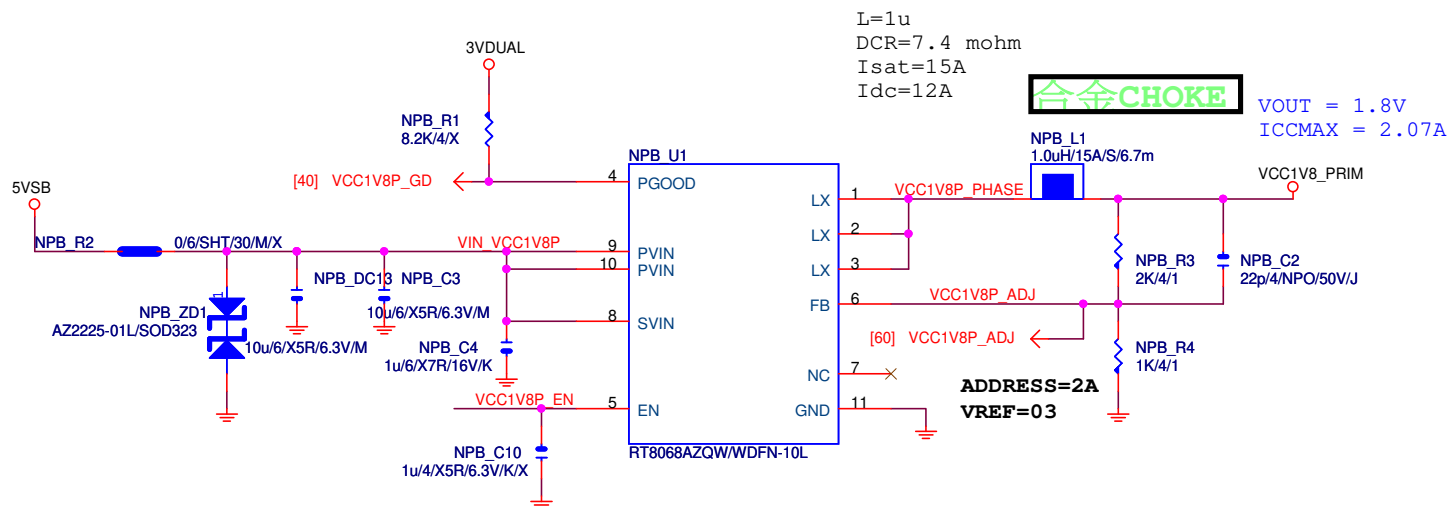 L=1u
DCR=7.4 mohm
Isat=15A
Idc=12A
合金CHOKE
VOUT = 1.8V
ICCMAX = 2.07A
3VDUAL
NPB_R1
8.2K/4/X
[40] VCC1V8P_GD
5VSB
NPB_R2
0/6/SHT/30/M/X
VIN_VCC1V8P
NPB_ZD1
1
AZ2225-01L/SOD323
NPB_DC13
10u/6/X5R/6.3V/M
NPB_C3
10u/6/X5R/6.3V/M
NPB_C4
1u/6/X7R/16V/K
VCC1V8P_EN
NPB_C10
1u/4/X5R/6.3V/K/X
NPB_U1
4 PGOOD
9 PVIN
10 PVIN
8 SVIN
5 EN
LX 1
LX 2
LX 3
FB 6
NC 7
GND 11
RT8068AZQW/WDFN-10L
VCC1V8P_PHASE
NPB_L1
1.0uH/15A/S/6.7m
VCC1V8_PRIM
NPB_R3
2K/4/1
NPB_C2
22p/4/NPO/50V/J
VCC1V8P_ADJ
[60] VCC1V8P_ADJ
NPB_R4
1K/4/1
ADDRESS=2A
VREF=03